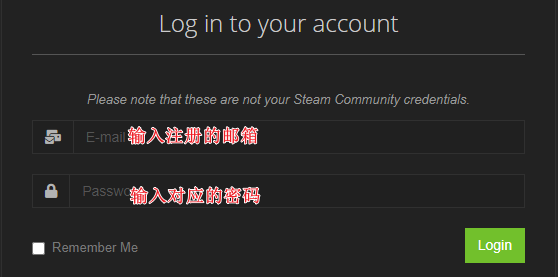 Log in to your account
Please note that these are not your Steam Community credentials.
E-mail 输入注册的邮箱
输入对应的密码
Remember Me
Login